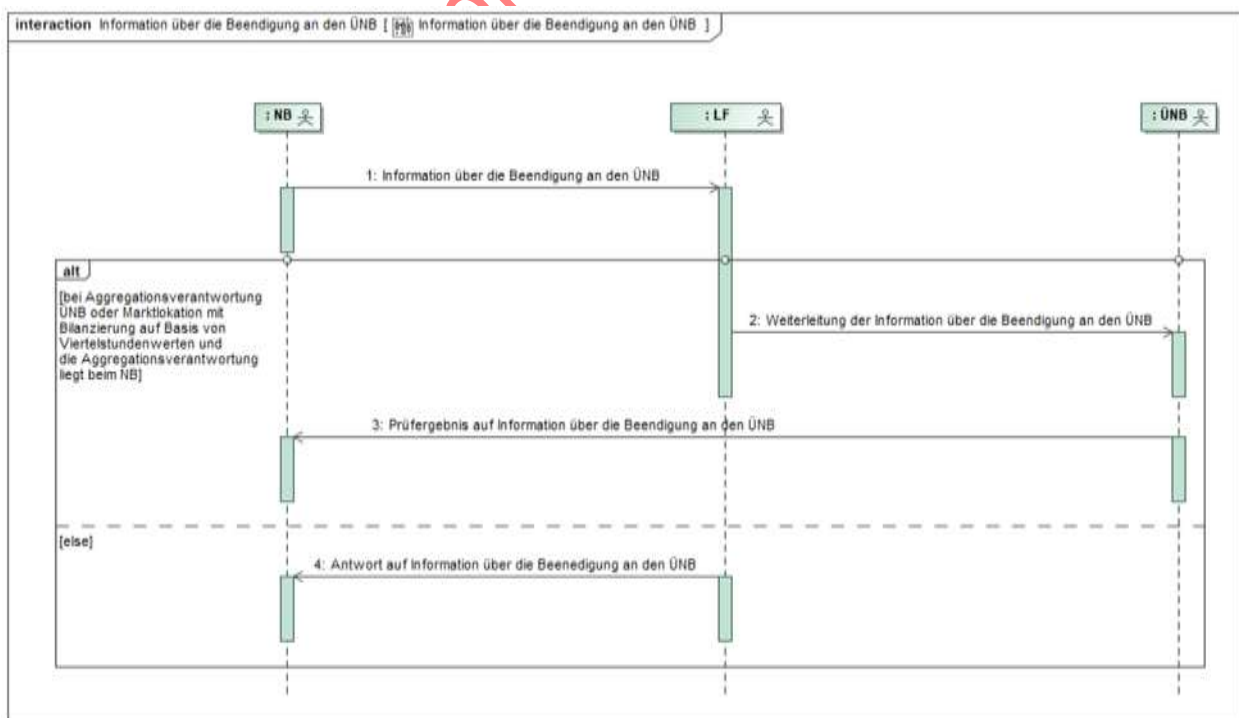 interaction Information über die Beendigung an den ÜNB [ Information über die Beendigung an den ÜNB ]
: NB
: LF
: ÜNB
1: Information über die Beendigung an den ÜNB
alt
[bei Aggregationsverantwortung
ÜNB oder Marktlokation mit
Bilanzierung auf Basis von
Viertelstundenwerten und
die Aggregationsverantwortung
liegt beim NB]
2: Weiterleitung der Information über die Beendigung an den ÜNB
3: Prüfergebnis auf Information über die Beendigung an den ÜNB
[else]
4: Antwort auf Information über die Beenedigung an den ÜNB